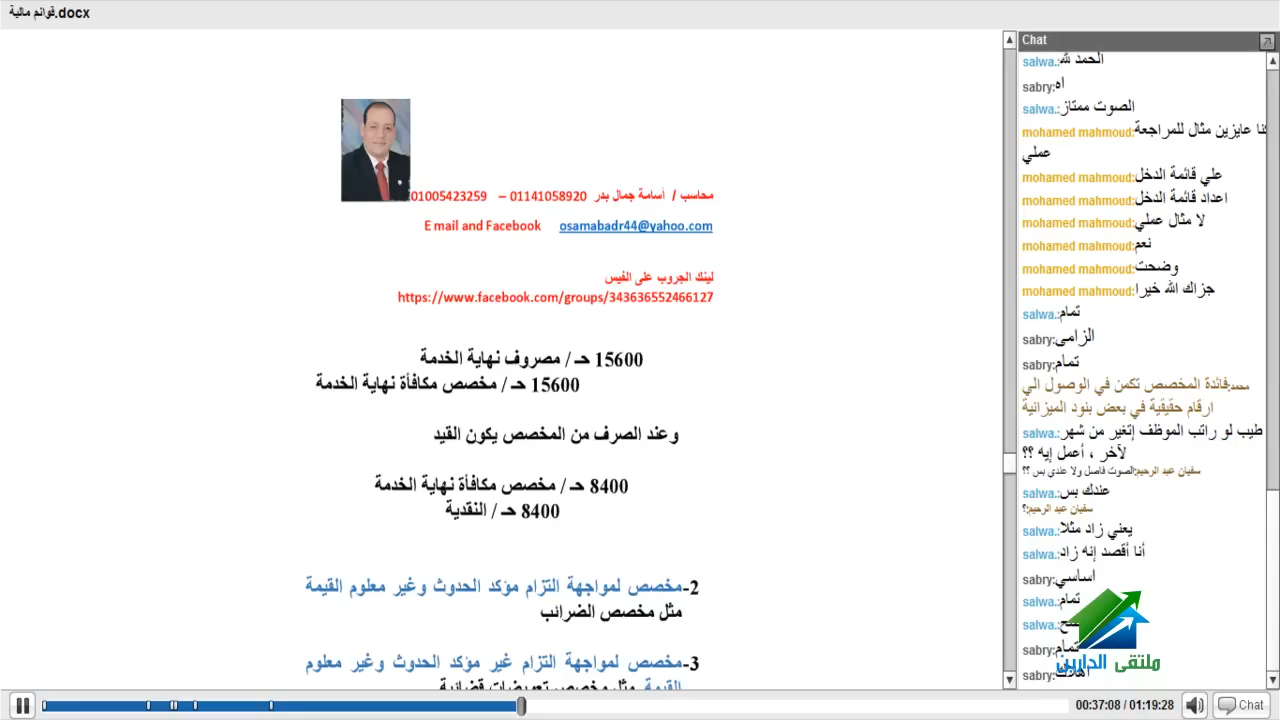 قوائم مالية.docx
محاسب / أسامة جمال بدر 01141058920 – 01005423259
E mail and Facebook osamabadr44@yahoo.com
لينك الجروب على الفيس
https://www.facebook.com/groups/343636552466127
15600 حـ / مصروف نهاية الخدمة
15600 حـ / مخصص مكافأة نهاية الخدمة
وعند الصرف من المخصص يكون القيد
8400 حـ / مخصص مكافأة نهاية الخدمة
8400 حـ / النقدية
2-مخصص لمواجهة التزام مؤكد الحدوث وغير معلوم القيمة
مثل مخصص الضرائب
3-مخصص لمواجهة التزام غير مؤكد الحدوث وغير معلوم
القيمة مثل مخصص تعويضات قضائية
Chat
salwa.:الحمد لله
sabry:اه
salwa.:الصوت ممتاز
mohamed mahmoud:كنا عايزين مثال للمراجعة
عملي
mohamed mahmoud:علي قائمة الدخل
mohamed mahmoud:اعداد قائمة الدخل
mohamed mahmoud:لا مثال عملي
mohamed mahmoud:نعم
mohamed mahmoud:وضحت
mohamed mahmoud:جزاك الله خيرا
salwa.:تمام
sabry:الزامى
sabry:تمام
محمد:فائدة المخصص تكمن في الوصول الي
ارقام حقيقية في بعض بنود الميزانية
salwa.:طيب لو راتب الموظف إتغير من شهر
لآخر ، أعمل إيه ؟؟
سفيان عبد الرحيم:الصوت فاصل ولا عندي بس ؟؟
salwa.:عندك بس
سفيان عبد الرحيم:؟
salwa.:يعني زاد مثلا
salwa.:أنا أقصد إنه زاد
sabry:اساسي
salwa.:تمام
salwa.:
sabry:تمام
sabry:
ملتقى الدارين
00:37:08 / 01:19:28
Chat